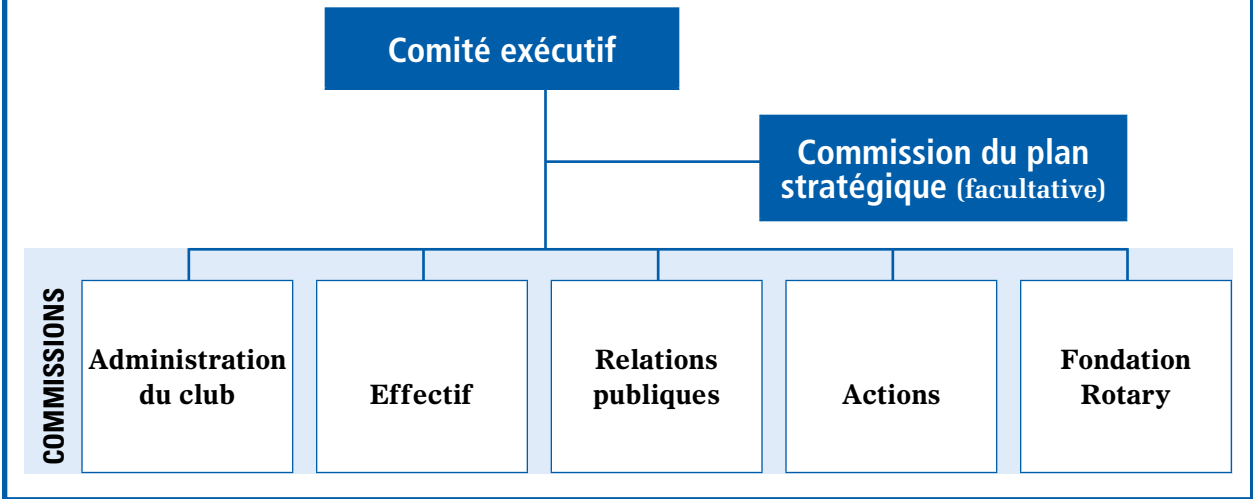 Comité exécutif
Commission du plan
stratégique (facultative)
COMMISSIONS
Administration
du club
Effectif
Relations
publiques
Actions
Fondation
Rotary